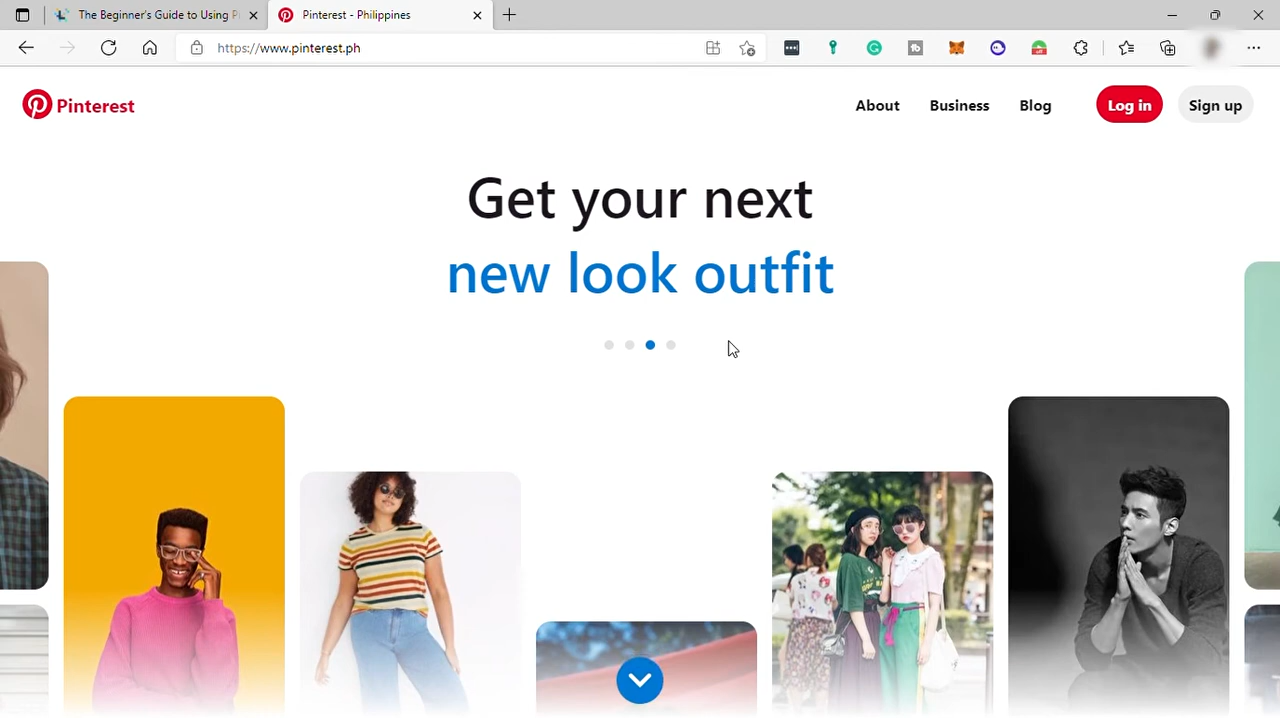 The Beginner's Guide to Using P
Pinterest - Philippines
https://www.pinterest.ph
Pinterest
About
Business
Blog
Log in
Sign up
Get your next
new look outfit